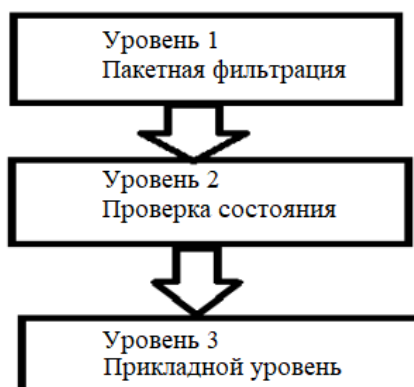 Уровень 1
Пакетная фильтрация
Уровень 2
Проверка состояния
Уровень 3
Прикладной уровень